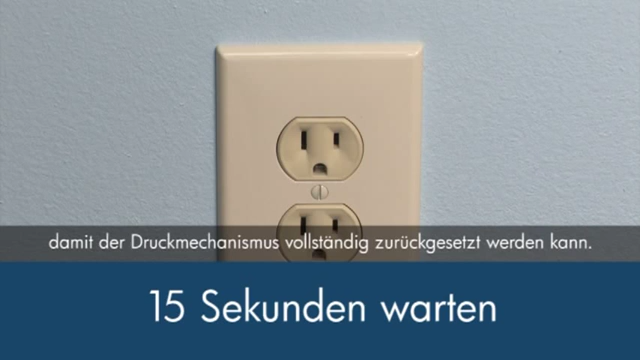 damit der Druckmechanismus vollständig zurückgesetzt werden kann.
15 Sekunden warten